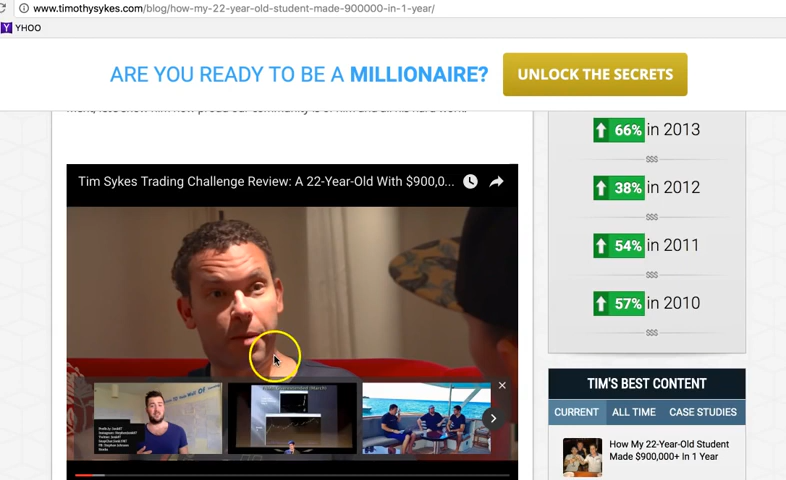 www.timothysykes.com/blog/how-my-22-year-old-student-made-900000-in-1-year/
YHOO
ARE YOU READY TO BE A MILLIONAIRE?
UNLOCK THE SECRETS
Tim Sykes Trading Challenge Review: A 22-Year-Old With $900,0...
66% in 2013
$$$
38% in 2012
$$$
54% in 2011
$$$
57% in 2010
$$$
TIM'S BEST CONTENT
CURRENT
ALL TIME
CASE STUDIES
How My 22-Year-Old Student
Made $900,000+ In 1 Year